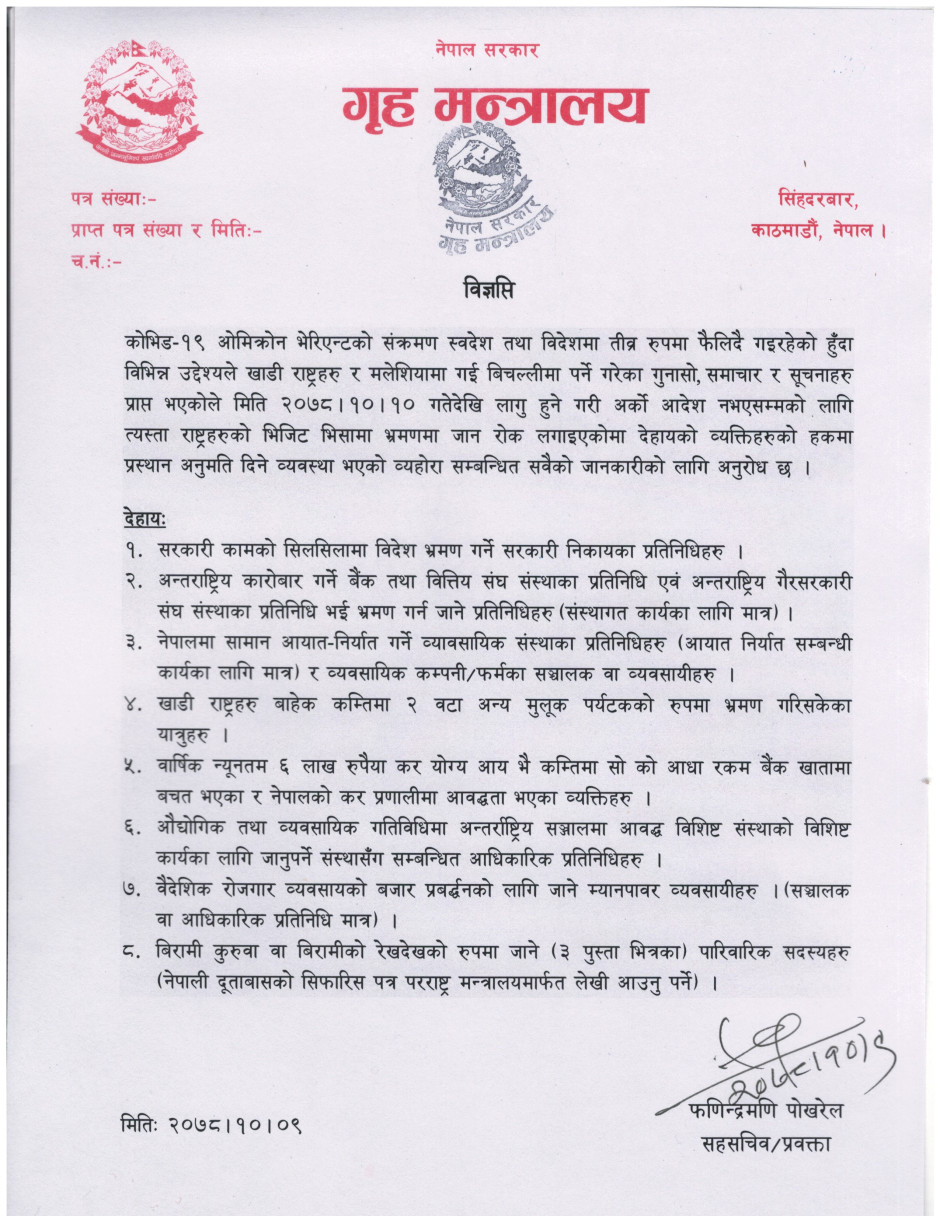 नेपाल सरकार
गृह मन्त्रालय
नेपाल सरकार
गृह मन्त्रालय
पत्र संख्याः-
प्राप्त पत्र संख्या र मितिः-
च.नं.ः-
सिंहदरबार,
काठमाडौं, नेपाल ।
विज्ञप्ति
कोभिड-१९ ओमिक्रोन भेरिएन्टको संक्रमण स्वदेश तथा विदेशमा तीव्र रुपमा फैलिदै गइरहेको हुँदा
विभिन्न उद्देश्यले खाडी राष्ट्रहरु र मलेशियामा गई बिचल्लीमा पर्ने गरेका गुनासो, समाचार र सूचनाहरु
प्राप्त भएकोले मिति २०७८।१०।१० गतेदेखि लागु हुने गरी अर्को आदेश नभएसम्मको लागि
त्यस्ता राष्ट्रहरुको भिजिट भिसामा भ्रमणमा जान रोक लगाइएकोमा देहायको व्यक्तिहरुको हकमा
प्रस्थान अनुमति दिने व्यवस्था भएको व्यहोरा सम्बन्धित सवैको जानकारीको लागि अनुरोध छ ।
देहायः
१. सरकारी कामको सिलसिलामा विदेश भ्रमण गर्ने सरकारी निकायका प्रतिनिधिहरु ।
२. अन्तराष्ट्रिय कारोबार गर्ने बैंक तथा वित्तिय संघ संस्थाका प्रतिनिधि एवं अन्तराष्ट्रिय गैरसरकारी
संघ संस्थाका प्रतिनिधि भई भ्रमण गर्न जाने प्रतिनिधिहरु (संस्थागत कार्यका लागि मात्र) ।
३. नेपालमा सामान आयात-निर्यात गर्ने व्यावसायिक संस्थाका प्रतिनिधिहरु (आयात निर्यात सम्बन्धी
कार्यका लागि मात्र) र व्यवसायिक कम्पनी/फर्मका सञ्चालक वा व्यवसायीहरु ।
४. खाडी राष्ट्रहरु बाहेक कम्तिमा २ वटा अन्य मुलूक पर्यटकको रुपमा भ्रमण गरिसकेका
यात्रुहरु ।
५. वार्षिक न्यूनतम ६ लाख रुपैया कर योग्य आय भै कम्तिमा सो को आधा रकम बैंक खातामा
बचत भएका र नेपालको कर प्रणालीमा आवद्धता भएका व्यक्तिहरु ।
६. औद्योगिक तथा व्यवसायिक गतिविधिमा अन्तर्राष्ट्रिय सञ्जालमा आवद्ध विशिष्ट संस्थाको विशिष्ट
कार्यका लागि जानुपर्ने संस्थासँग सम्बन्धित आधिकारिक प्रतिनिधिहरु ।
७. वैदेशिक रोजगार व्यवसायको बजार प्रबर्द्धनको लागि जाने म्यानपावर व्यवसायीहरु । (सञ्चालक
वा आधिकारिक प्रतिनिधि मात्र) ।
८. बिरामी कुरुवा वा बिरामीको रेखदेखको रुपमा जाने (३ पुस्ता भित्रका) पारिवारिक सदस्यहरु
(नेपाली दूताबासको सिफारिस पत्र परराष्ट्र मन्त्रालयमार्फत लेखी आउनु पर्ने) ।
२०७८।१०।९
फणिन्द्रमणि पोखरेल
सहसचिव/प्रवक्ता
मितिः २०७८।१०।०९